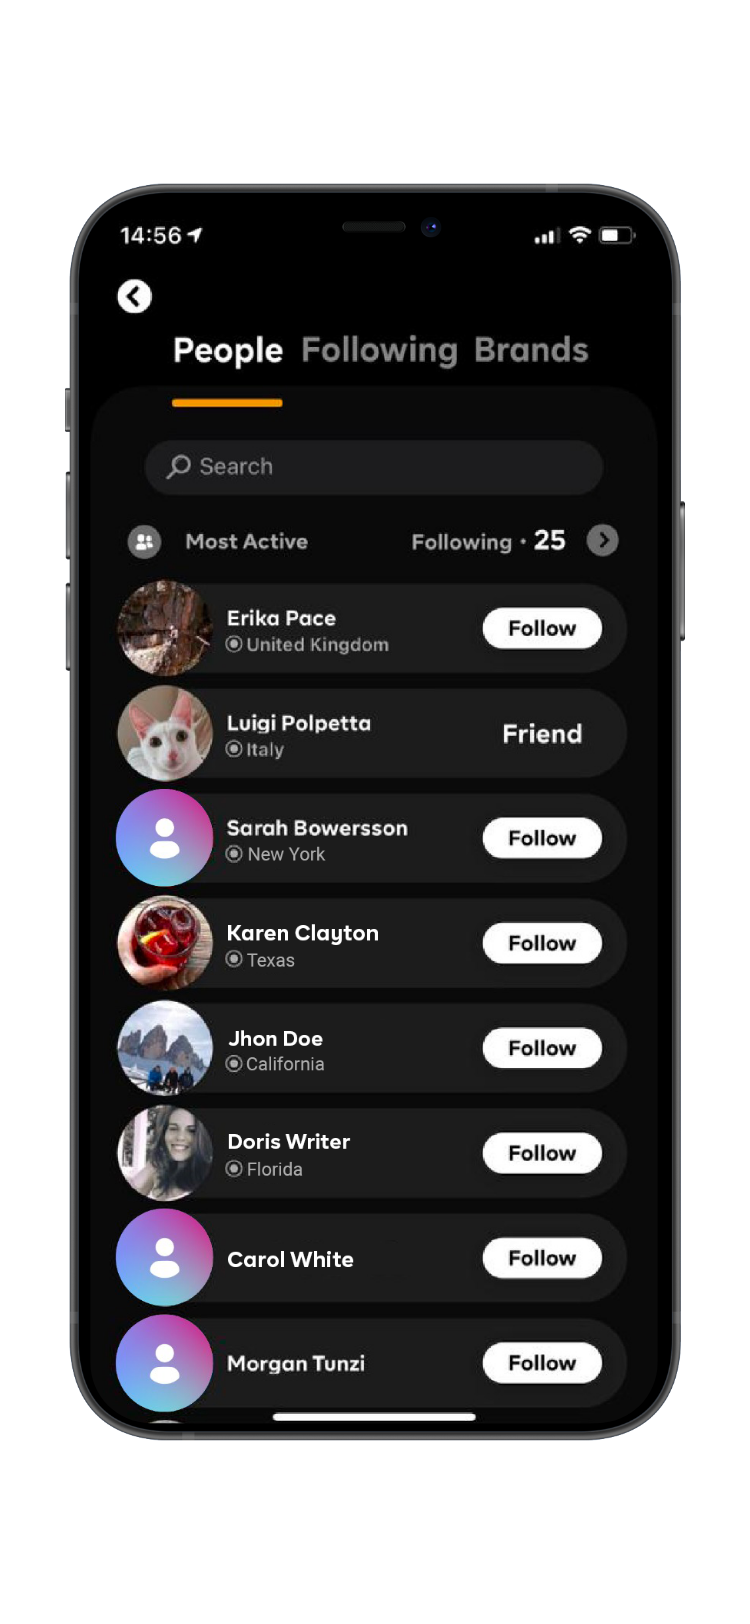 14:56
People Following Brands
Search
Most Active Following • 25
Erika Pace
United Kingdom
Follow
Luigi Polpetta
Italy
Friend
Sarah Bowersson
New York
Follow
Karen Clayton
Texas
Follow
Jhon Doe
California
Follow
Doris Writer
Florida
Follow
Carol White
Follow
Morgan Tunzi
Follow